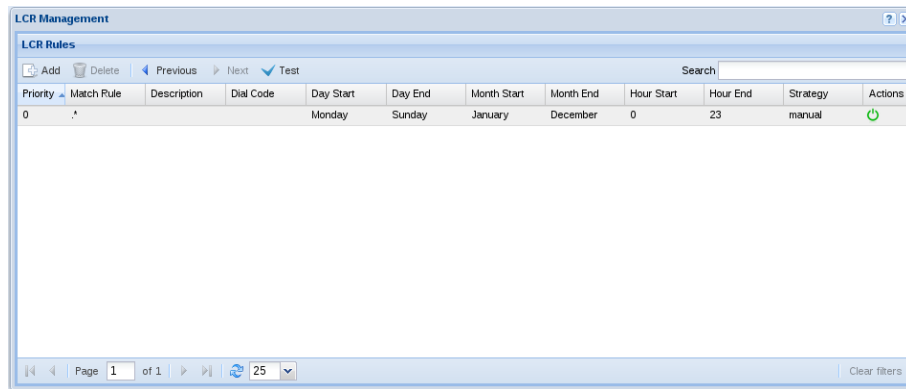 LCR Management ?
LCR Rules
Add Delete Previous Next Test Search
Priority Match Rule Description Dial Code Day Start Day End Month Start Month End Hour Start Hour End Strategy Actions
0 .* Monday Sunday January December 0 23 manual
Page 1 of 1 25 Clear filters